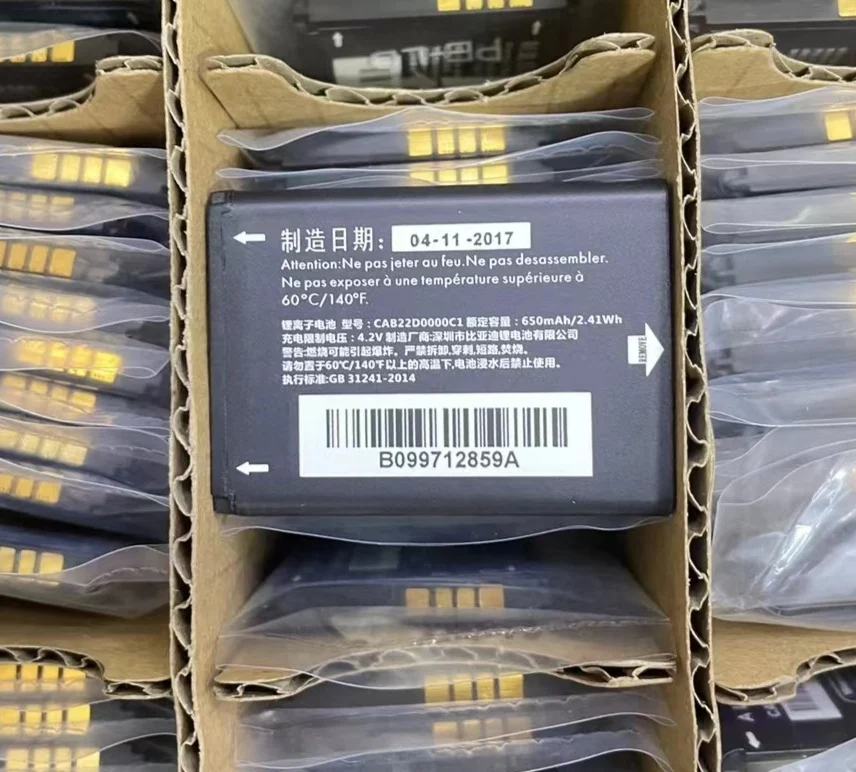 制造日期: 04-11-2017
Attention:Ne pas jeter au feu.Ne pas desassembler.
Ne pas exposer à une température supérieure à
60°C/140°F.
锂离子电池 型号:CAB22D0000C1 额定容量:650mAh/2.41Wh
充电限制电压:4.2V 制造厂商:深圳市比亚迪锂电池有限公司
警告:燃烧可能引起爆炸。严禁拆卸,穿刺,短路,焚烧。
请勿置于60℃/140℉以上的高温下,电池浸水后禁止使用。
执行标准:GB 31241-2014
REMOVE
B099712859A